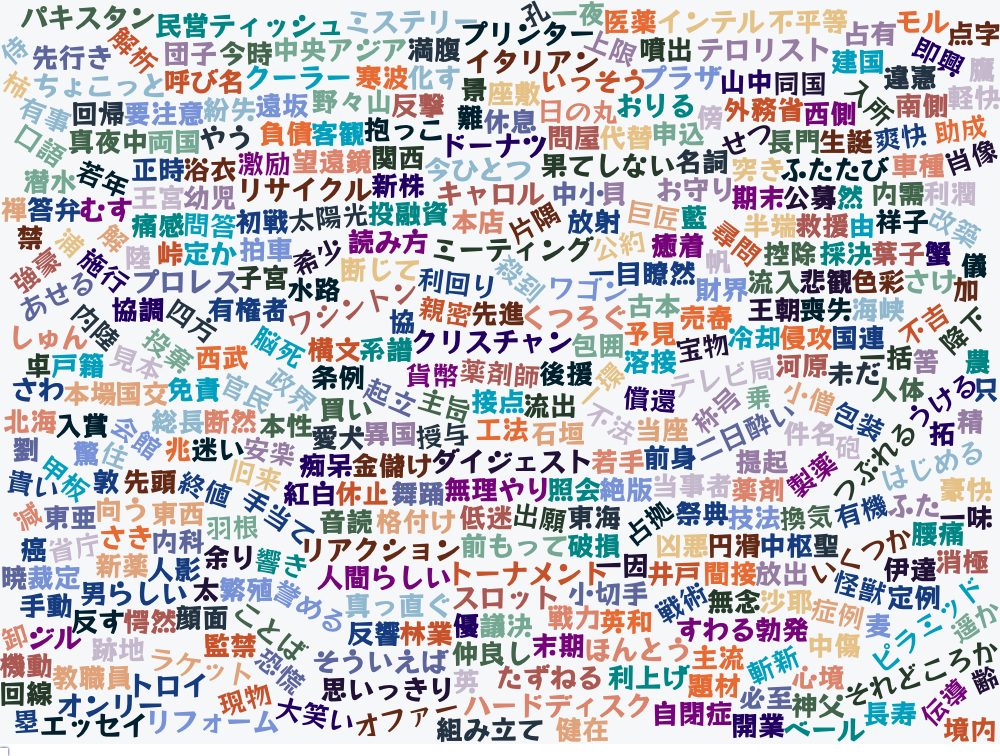 パキスタン 民営 ティッシュ ミステリー プリンター 孔 一夜 医薬 インテル 不平等 占有 モル 点字
侍 先行き 解析 団子 今時 中央アジア 満腹 イタリアン 上限 噴出 テロリスト 建国 即興 鷹
柿 ちょこっと 呼び名 クーラー 寒波 化す 景 座敷 いっそう プラザ 山中 同国 違憲 入所 軽快
有事 回帰 要注意 紛失 遠坂 野々山 反撃 難 休息 日の丸 おりる 傍 外務省 西側 南側
口語 真夜中 両国 やう 負債 客観 抱っこ ドーナツ 問屋 代替 申込 せつ 長門 生誕 爽快 助成
潜水 若年 正時 浴衣 激励 望遠鏡 関西 今ひとつ 果てしない 名詞 突き ふたたび 車種 肖像
禅 答弁 むす 王宮 幼児 リサイクル 新株 キャロル 中小 貝 お守り 期末 公募 然 内需 利潤
禁 浦 痛感 問答 初戦 太陽光 投融資 本店 片隅 放射 巨匠 藍 半端 救援 由 祥子 改築
強豪 施行 陸 峠 定か 拍車 希少 読み方 ミーティング 公約 癒着 帆 尋問 控除 採決 葉子 蟹 儀
あせる プロレス 子宮 水路 断じて 利回り 殺到 ワゴン 一目瞭然 財界 流入 悲観 色彩 さけ 加
内陸 協調 四方 有権者 ワシントン 協 親密 先進 くつろぐ 古本 売春 王朝 喪失 海峡 不吉 降下
しゅん 投棄 西武 脳死 構文 系譜 クリスチャン 包囲 予見 宝物 冷却 侵攻 国連
卓 戸籍 見本 官民 政界 条例 貨幣 薬剤師 後援 溶接 テレビ局 河原 未だ 一括 答 農
さわ 本場 国交 免責 買い 起立 主旨 接点 流出 不法 償還 称号 乗 小僧 包装 人体 うける 只
北海 入賞 会館 総長 断然 本性 愛犬 異国 授与 工法 石垣 当座 二日酔い 件名 砲 つぶれる 拓 精
劉 驚 住 兆 迷い 安楽 痴呆 金儲け ダイジェスト 若手 前身 提起 製薬 はじめる
貴い 甲板 敦 先頭 終値 旧来 手当て 紅白 休止 舞踊 無理やり 照会 絶版 当事者 薬剤 豪快
減 東亜 向う 東西 羽根 音読 格付け 低迷 出願 東海 占拠 祭典 技法 換気 有機 ふた 一味
癌 省庁 さき 内科 余り 響き リアクション 前もって 破損 凶悪 円滑 中枢 聖 いくつか 腰痛
暁 裁定 新薬 人影 人間らしい トーナメント 一因 井戸 間接 放出 怪獣 伊達 消極
手動 男らしい 太 繁殖 誉める 真っ直ぐ スロット 小切手 戦術 無念 沙耶 症例 定例
卸 ジル 反す 愕然 顔面 ことば 反響 林業 優 議決 戦力 英和 すわる 勃発 麦 ピラミッド 遥か
機動 跡地 監禁 恐慌 そういえば 仲良し 末期 ほんとう 主流 斬新 中傷 心境 それどころか
回線 教職員 ラケット トロイ 現物 思いっきり 英 たずねる 利上げ 題材 必至 神父 伝導 齢
塁 オンリー エッセイ リフォーム 大笑い オファー 組み立て ハードディスク 健在 自閉症 開業 ベール 長寿 境内